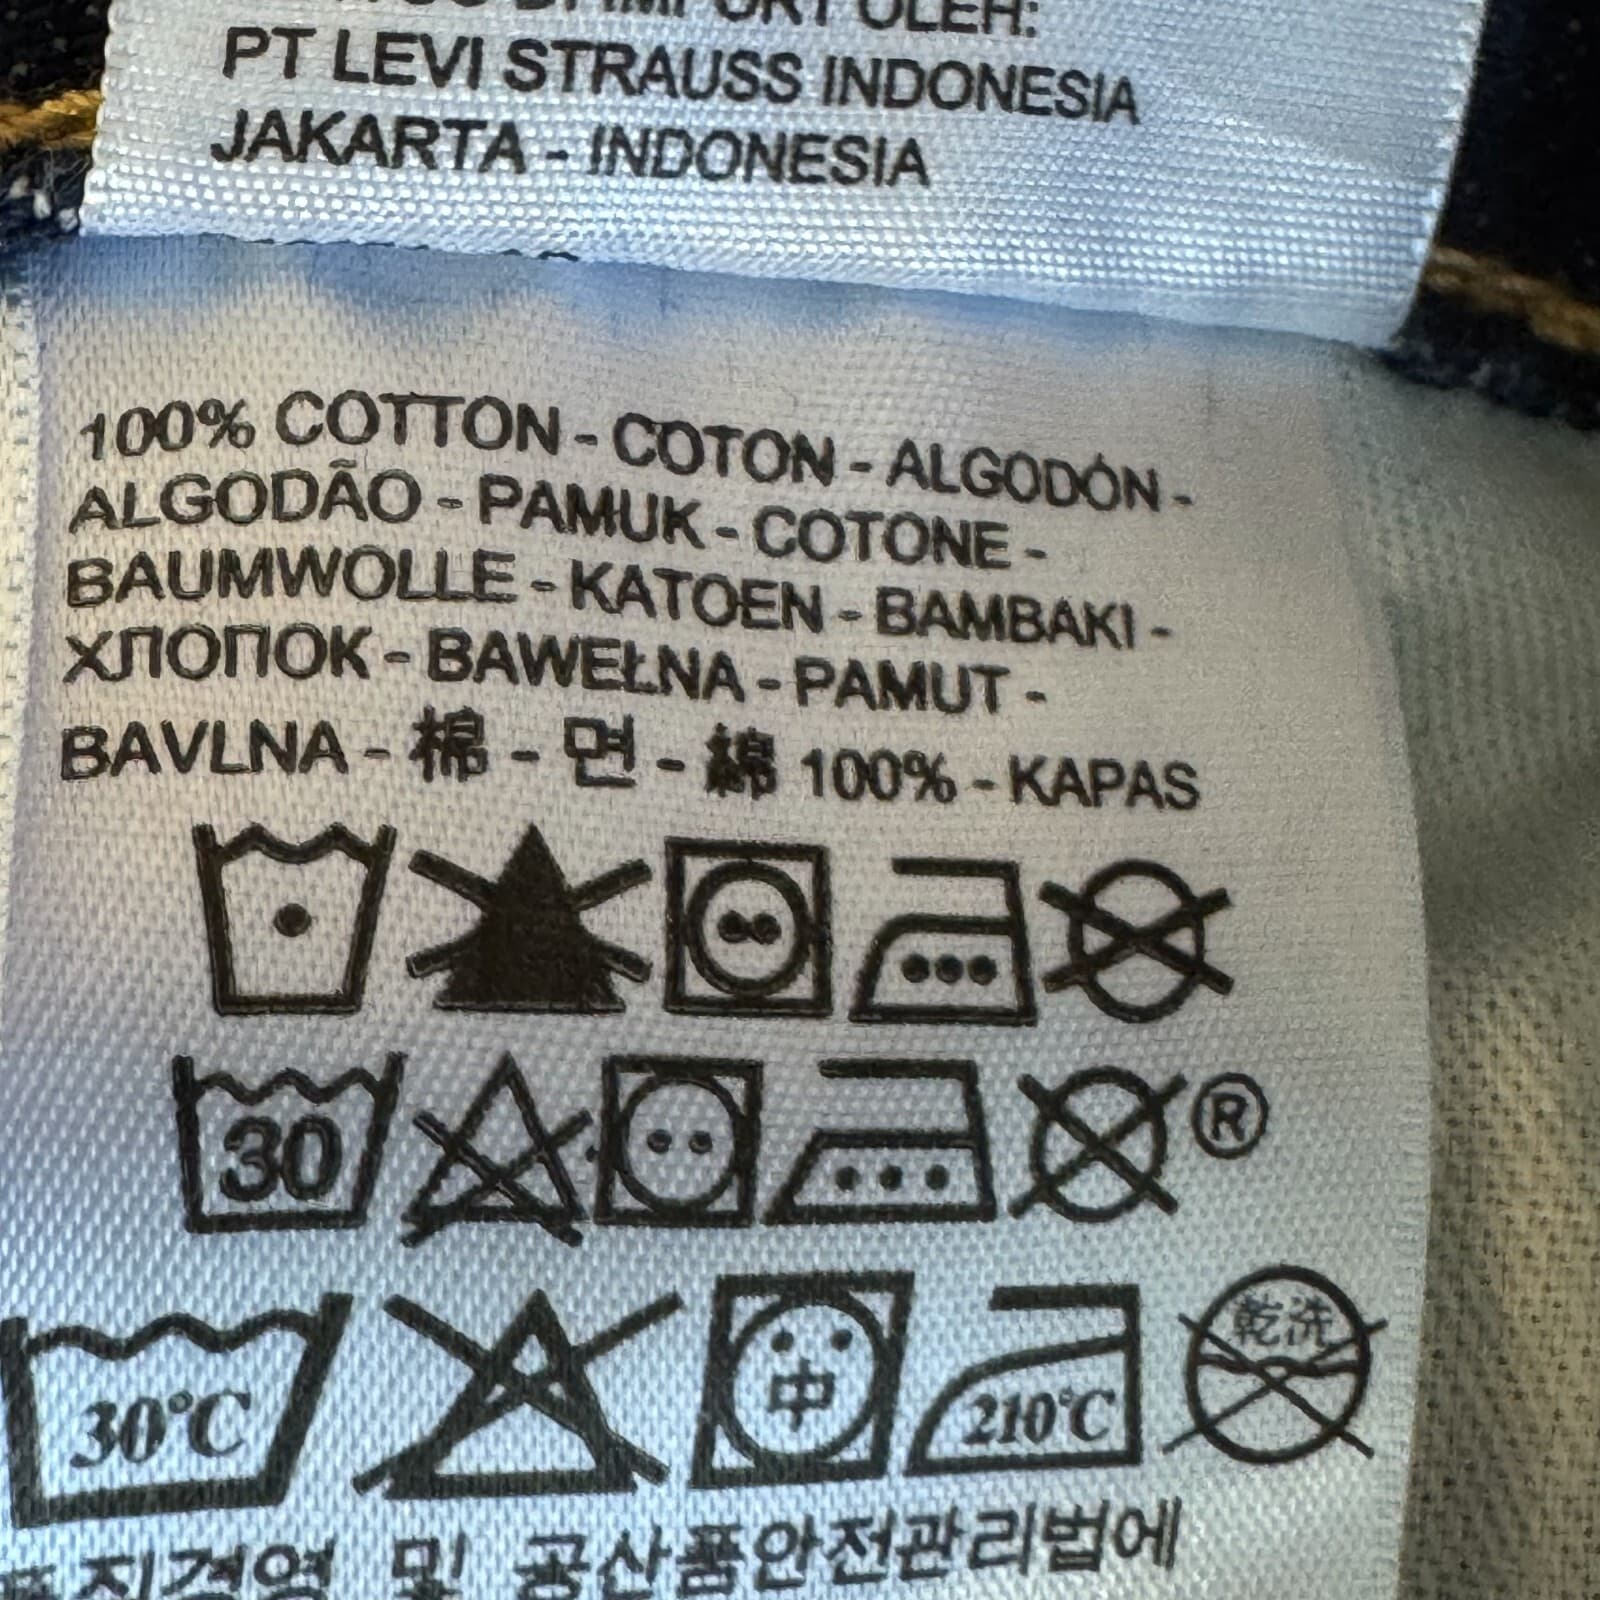 PT LEVI STRAUSS INDONESIA
JAKARTA - INDONESIA
100% COTTON - COTON - ALGODÓN -
ALGODÃO - PAMUK - COTONE -
BAUMWOLLE - KATOEN - BAMBAKI -
ХЛОПОК - BAWEŁNA - PAMUT -
BAVLNA - 棉 - 면 - 綿 100% - KAPAS
30 ®
30°C 中 210°C 乾洗
및 공산품안전관리법에